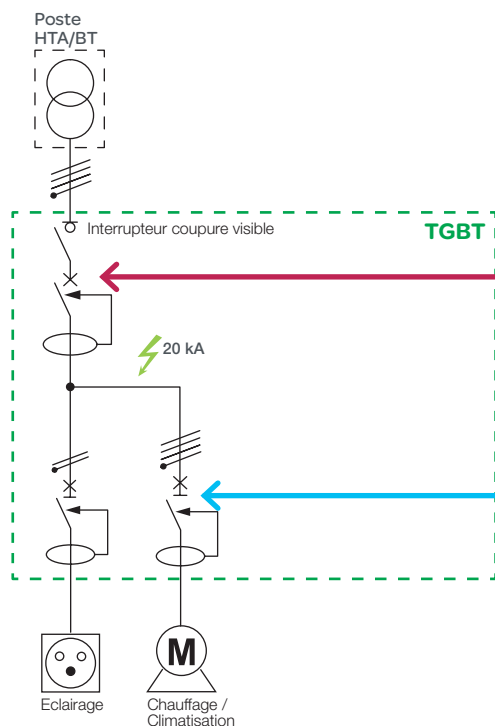 Poste
HTA/BT
Interrupteur coupure visible
TGBT
20 kA
M
Eclairage
Chauffage /
Climatisation